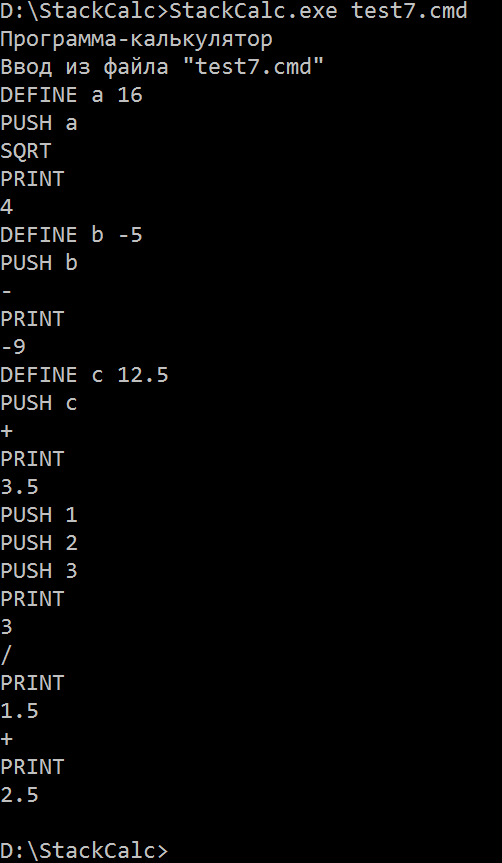 D:\StackCalc>StackCalc.exe test7.cmd
Программа-калькулятор
Ввод из файла "test7.cmd"
DEFINE a 16
PUSH a
SQRT
PRINT
4
DEFINE b -5
PUSH b
-
PRINT
-9
DEFINE c 12.5
PUSH c
+
PRINT
3.5
PUSH 1
PUSH 2
PUSH 3
PRINT
3
/
PRINT
1.5
+
PRINT
2.5
D:\StackCalc>